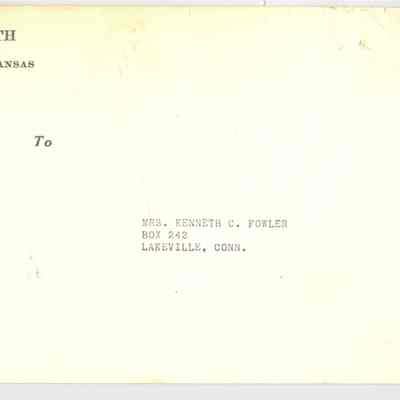 TH
ANSAS
To
MRS. KENNETH C. FOWLER
BOX 242
LAKEVILLE, CONN.